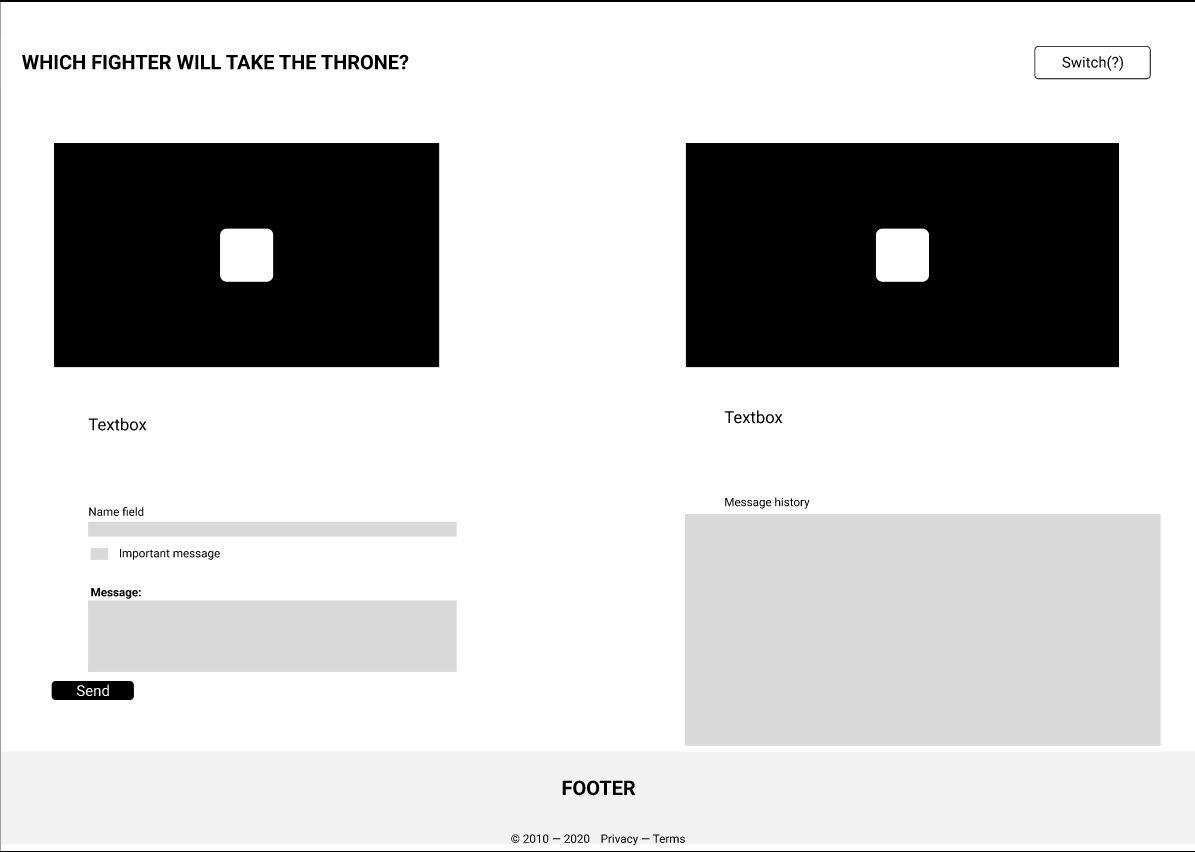 WHICH FIGHTER WILL TAKE THE THRONE?
Switch(?)
Textbox
Textbox
Name field
Important message
Message:
Send
Message history
FOOTER
© 2010 — 2020 Privacy — Terms